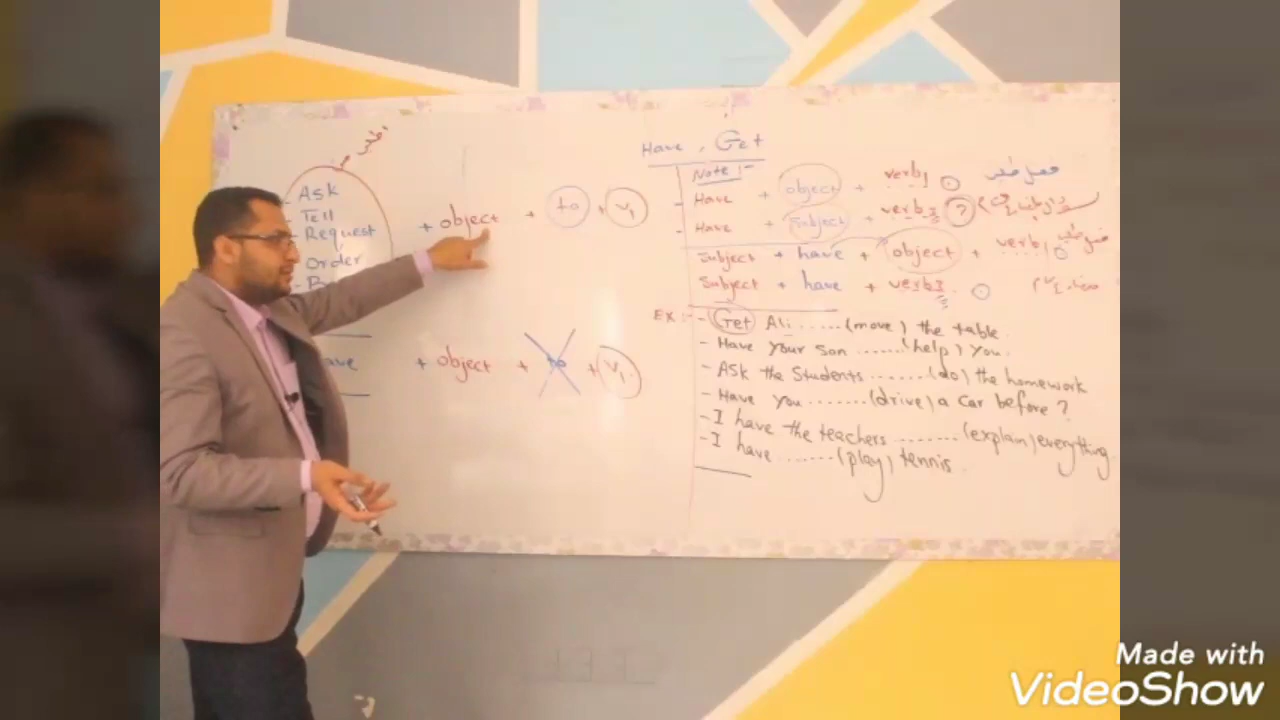 Ask
Tell
Request
Order
+ object + to + V1
+ object + to + V1
Have , Get
Note :-
- Have + object + verb1 .
- Have + Subject + verb3 ?
Subject + have + object + verb1 .
Subject + have + verb3 .
Ex :- - Get Ali ...... (move) the table.
- Have your son ....... (help) you.
- Ask the Students ....... (do) the homework
- Have you ....... (drive) a car before ?
- I have the teachers ........ (explain) everything.
- I have ....... (play) tennis.
Made with
VideoShow